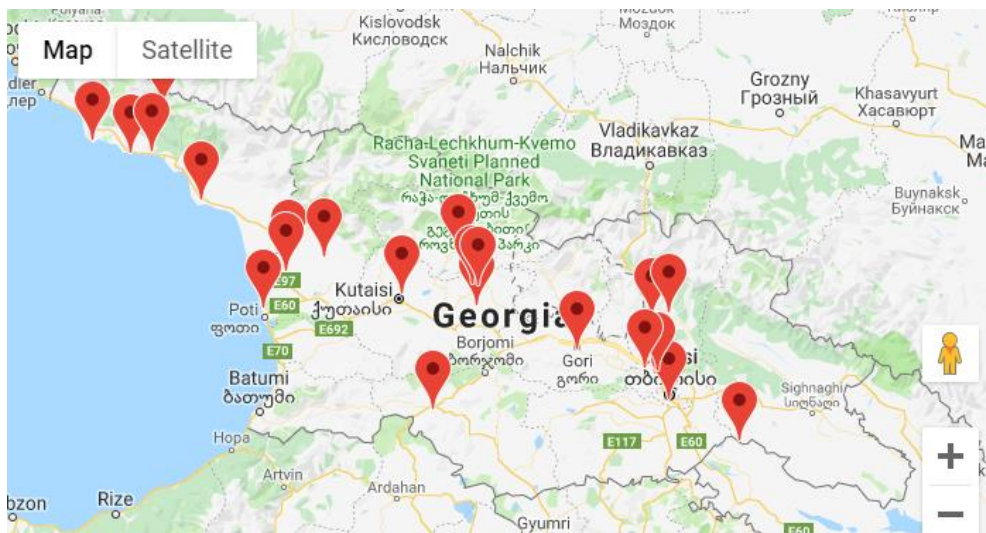 Kislovodsk
Кисловодск
Моздок
Map
Satellite
Nalchik
Нальчик
Grozny
Грозный
Khasavyurt
Хасавюрт
Vladikavkaz
Владикавказ
Racha-Lechkhum-Kvemo
Svaneti Planned
National Park
Buynaksk
Буйнакск
E97
Poti
ფოთი
E60
Kutaisi
ქუთაისი
Georgia
E692
Borjomi
ბორჯომი
Gori
გორი
E70
Batumi
ბათუმი
Sighnaghi
სიღნაღი
Hopa
E117
E60
Artvin
Ardahan
Rize
Gyumri
E60